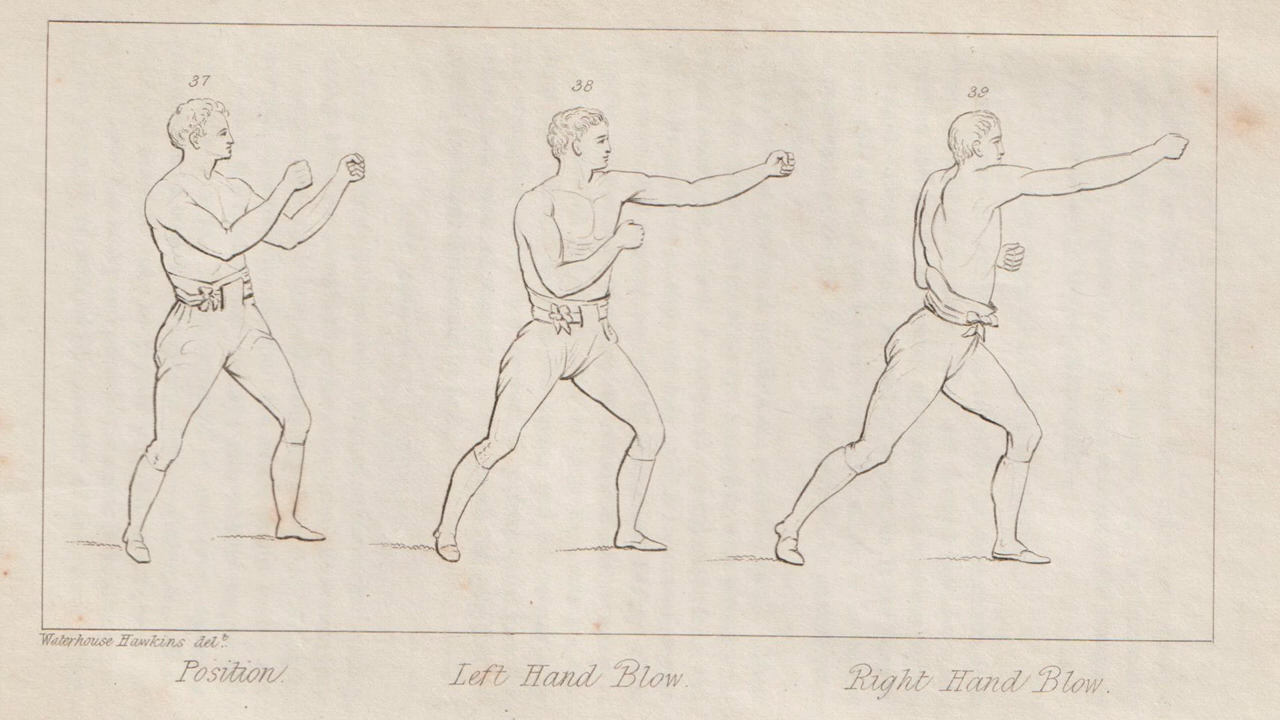 37
38
39
Waterhouse Hawkins delt.
Position.
Left Hand Blow.
Right Hand Blow.